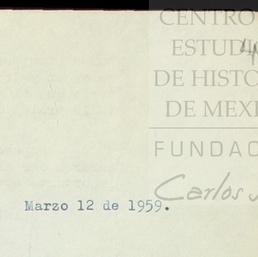 CENTRO
ESTUD
DE HISTO
DE MEX
FUNDAC
Carlos
Marzo 12 de 1959.